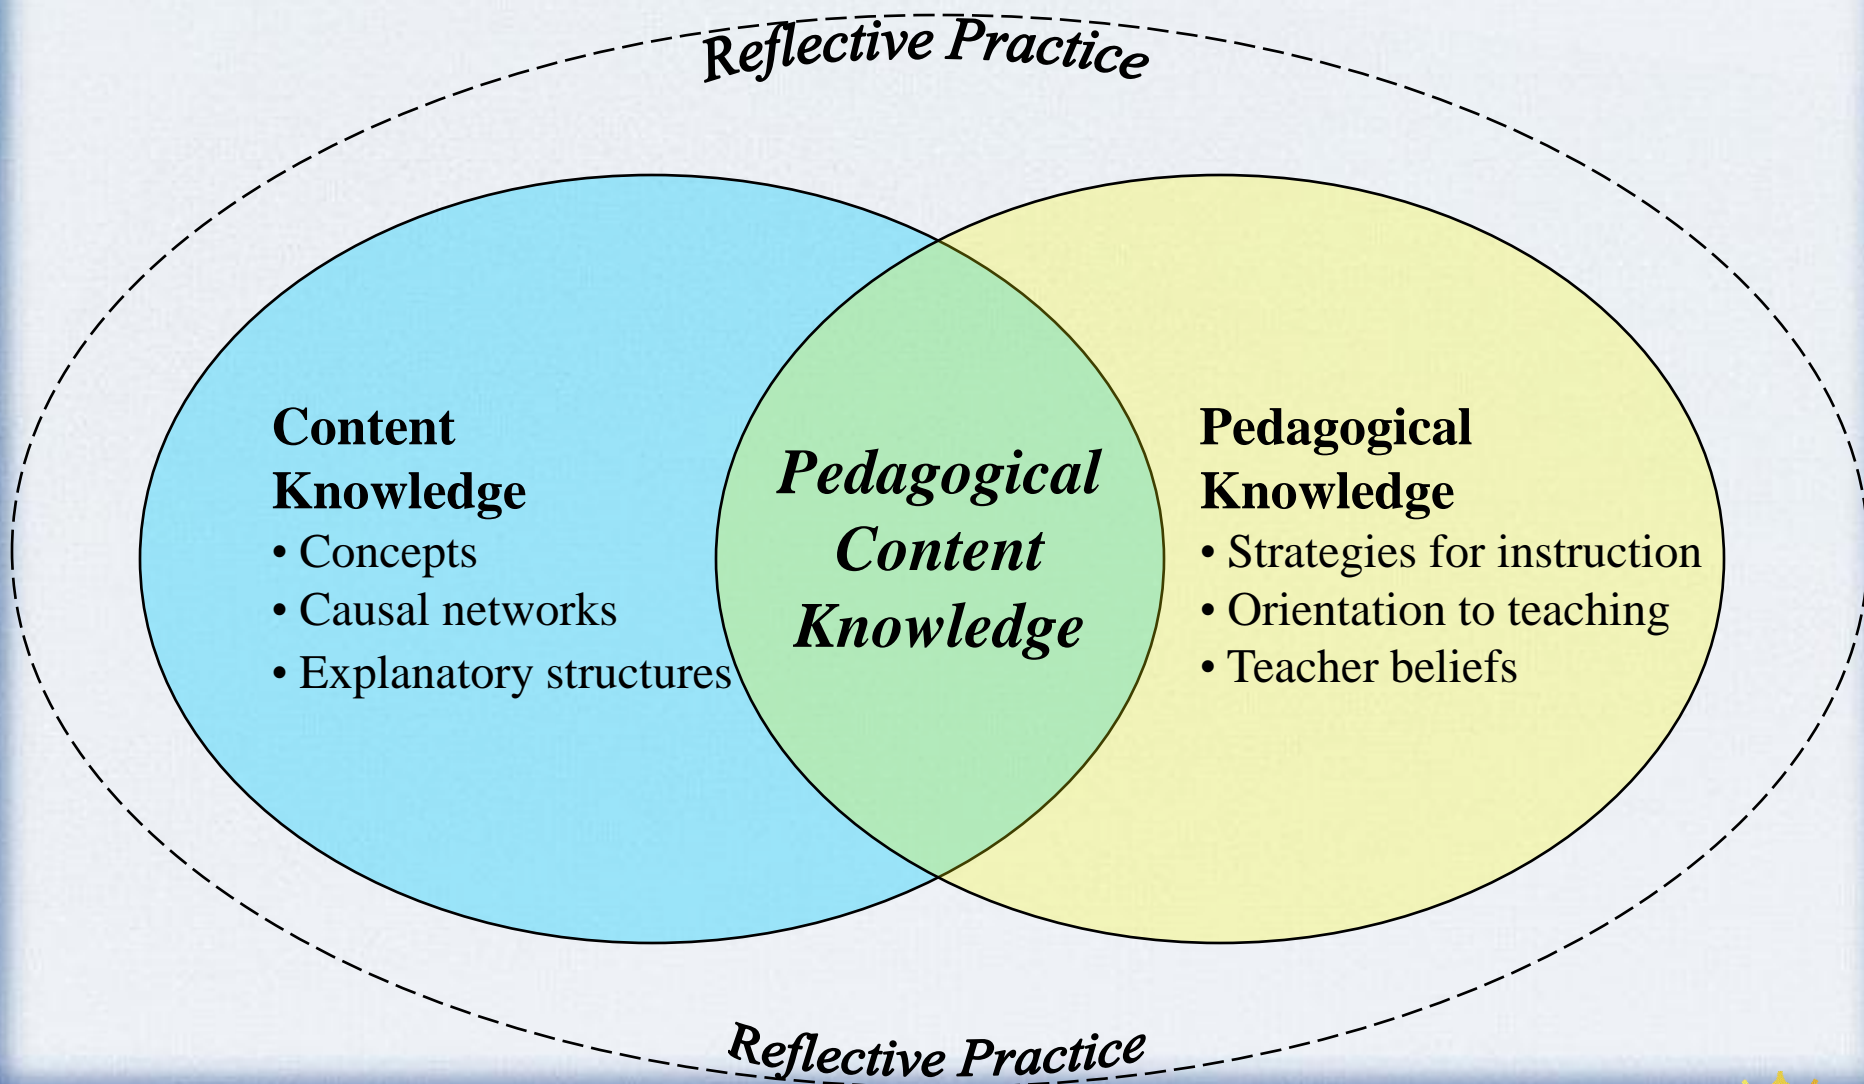 Reflective Practice
Content
Knowledge
• Concepts
• Causal networks
• Explanatory structures
Pedagogical
Content
Knowledge
Pedagogical
Knowledge
• Strategies for instruction
• Orientation to teaching
• Teacher beliefs
Reflective Practice